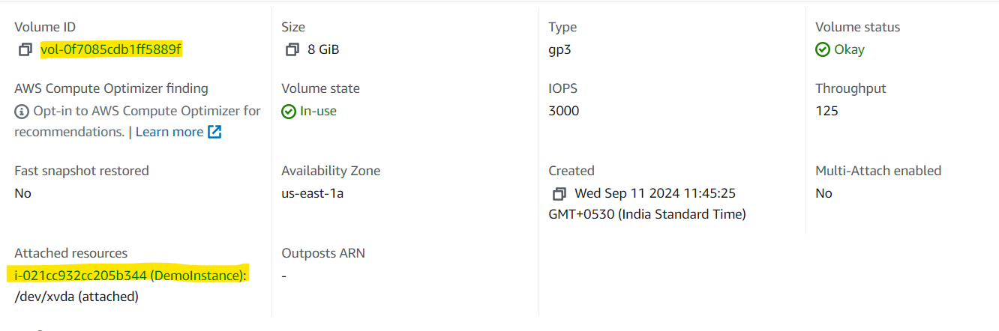 Volume ID
vol-0f7085cdb1ff5889f
Size
8 GiB
Type
gp3
Volume status
Okay
AWS Compute Optimizer finding
Opt-in to AWS Compute Optimizer for
recommendations. | Learn more
Volume state
In-use
IOPS
3000
Throughput
125
Fast snapshot restored
No
Availability Zone
us-east-1a
Created
Wed Sep 11 2024 11:45:25
GMT+0530 (India Standard Time)
Multi-Attach enabled
No
Attached resources
i-021cc932cc205b344 (DemoInstance):
/dev/xvda (attached)
Outposts ARN
-